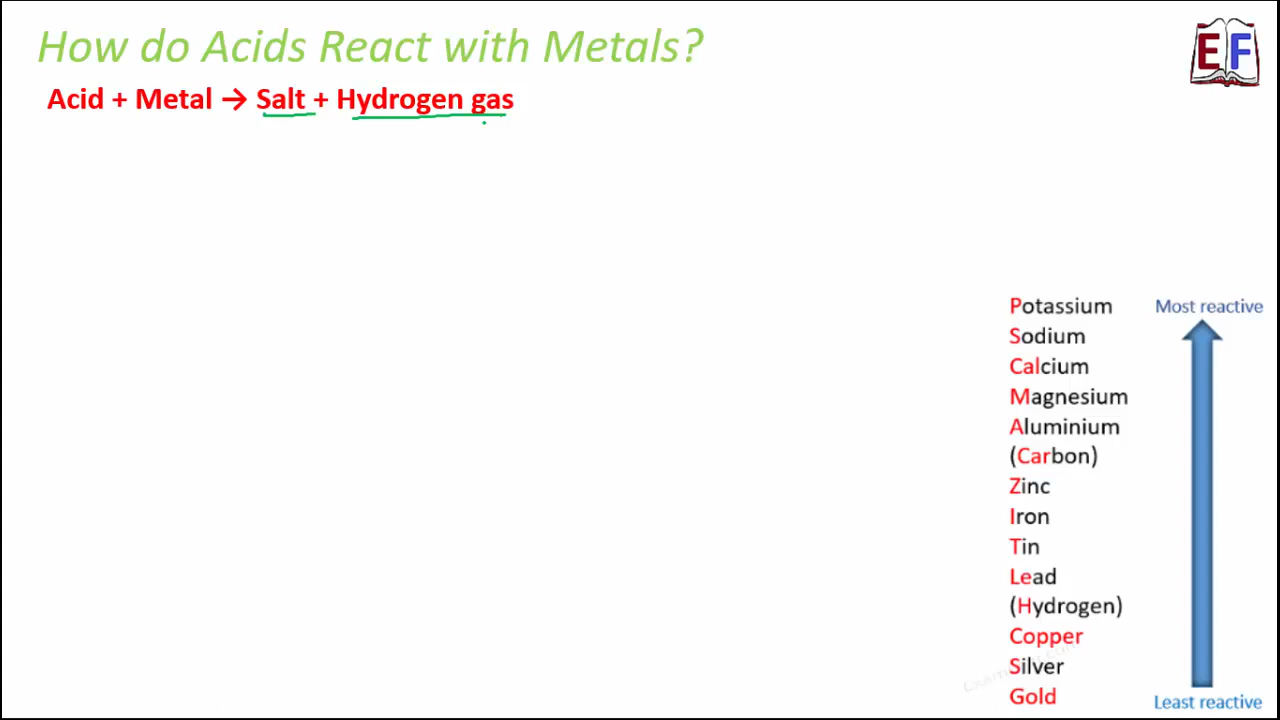 How do Acids React with Metals?
EF
Acid + Metal → Salt + Hydrogen gas
Potassium
Most reactive
Sodium
Calcium
Magnesium
Aluminium
(Carbon)
Zinc
Iron
Tin
Lead
(Hydrogen)
Copper
Silver
Gold
Least reactive